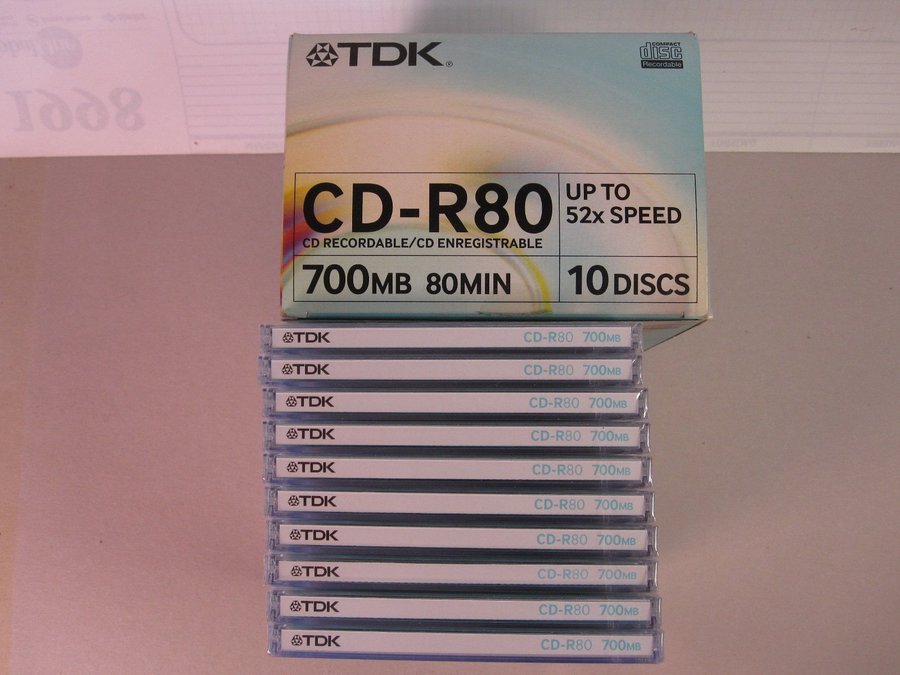 TDK®
COMPACT
disc
Recordable
CD-R80
UP TO
52x SPEED
CD RECORDABLE/CD ENREGISTRABLE
700MB 80MIN
10 DISCS
TDK CD-R80 700MB
TDK CD-R80 700MB
TDK CD-R80 700MB
TDK CD-R80 700MB
TDK CD-R80 700MB
TDK CD-R80 700MB
TDK CD-R80 700MB
TDK CD-R80 700MB
TDK CD-R80 700MB
TDK CD-R80 700MB